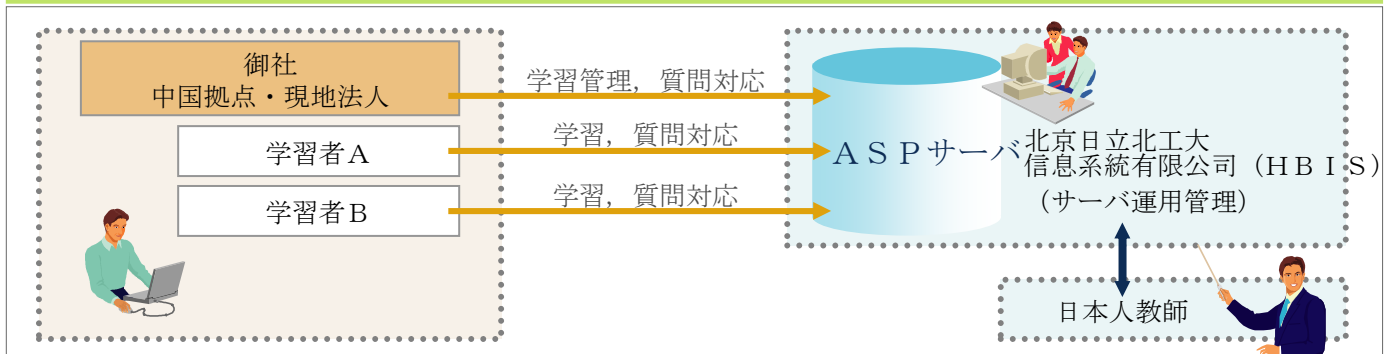 御社
中国拠点・現地法人
学習者Ａ
学習者Ｂ
学習管理，質問対応
学習，質問対応
学習，質問対応
ＡＳＰサーバ
北京日立北工大
信息系統有限公司（ＨＢＩＳ）
（サーバ運用管理）
日本人教師